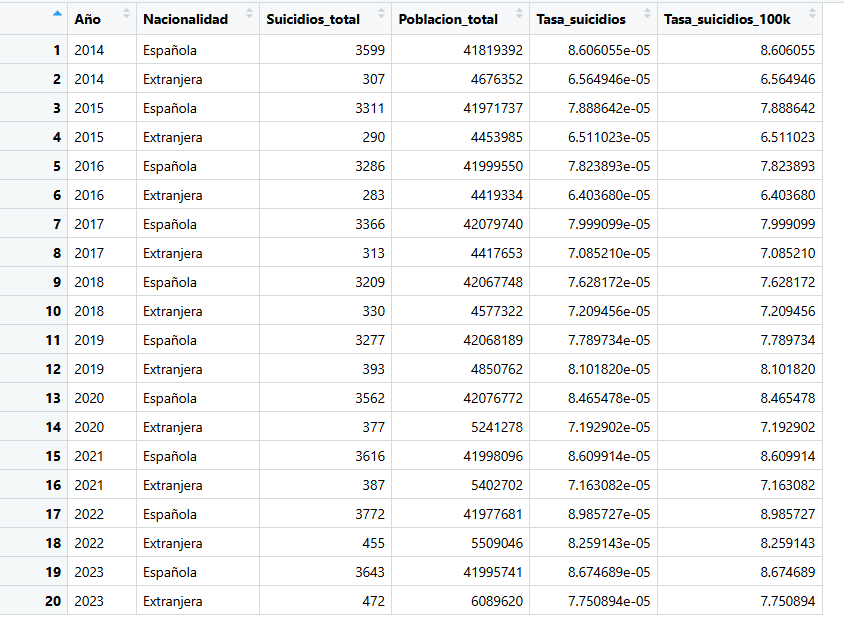 Año Nacionalidad Suicidios_total Poblacion_total Tasa_suicidios Tasa_suicidios_100k
1 2014 Española 3599 41819392 8.606055e-05 8.606055
2 2014 Extranjera 307 4676352 6.564946e-05 6.564946
3 2015 Española 3311 41971737 7.888642e-05 7.888642
4 2015 Extranjera 290 4453985 6.511023e-05 6.511023
5 2016 Española 3286 41999550 7.823893e-05 7.823893
6 2016 Extranjera 283 4419334 6.403680e-05 6.403680
7 2017 Española 3366 42079740 7.999099e-05 7.999099
8 2017 Extranjera 313 4417653 7.085210e-05 7.085210
9 2018 Española 3209 42067748 7.628172e-05 7.628172
10 2018 Extranjera 330 4577322 7.209456e-05 7.209456
11 2019 Española 3277 42068189 7.789734e-05 7.789734
12 2019 Extranjera 393 4850762 8.101820e-05 8.101820
13 2020 Española 3562 42076772 8.465478e-05 8.465478
14 2020 Extranjera 377 5241278 7.192902e-05 7.192902
15 2021 Española 3616 41998096 8.609914e-05 8.609914
16 2021 Extranjera 387 5402702 7.163082e-05 7.163082
17 2022 Española 3772 41977681 8.985727e-05 8.985727
18 2022 Extranjera 455 5509046 8.259143e-05 8.259143
19 2023 Española 3643 41995741 8.674689e-05 8.674689
20 2023 Extranjera 472 6089620 7.750894e-05 7.750894